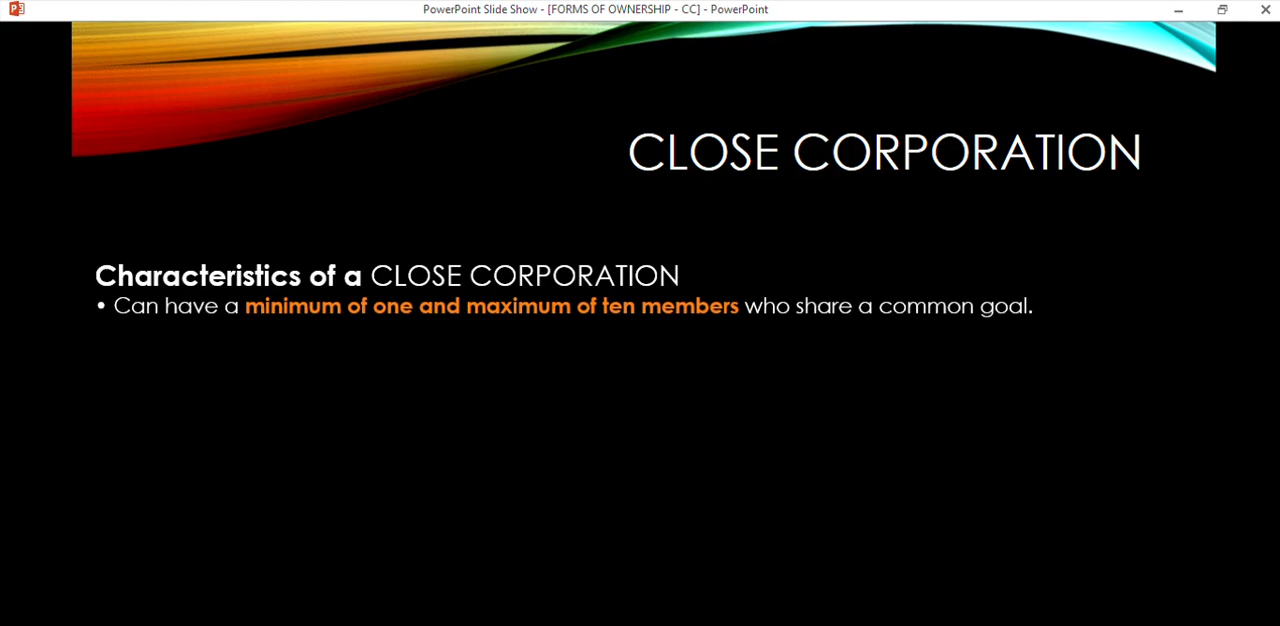 PowerPoint Slide Show - [FORMS OF OWNERSHIP - CC] - PowerPoint
CLOSE CORPORATION
Characteristics of a CLOSE CORPORATION
• Can have a minimum of one and maximum of ten members who share a common goal.